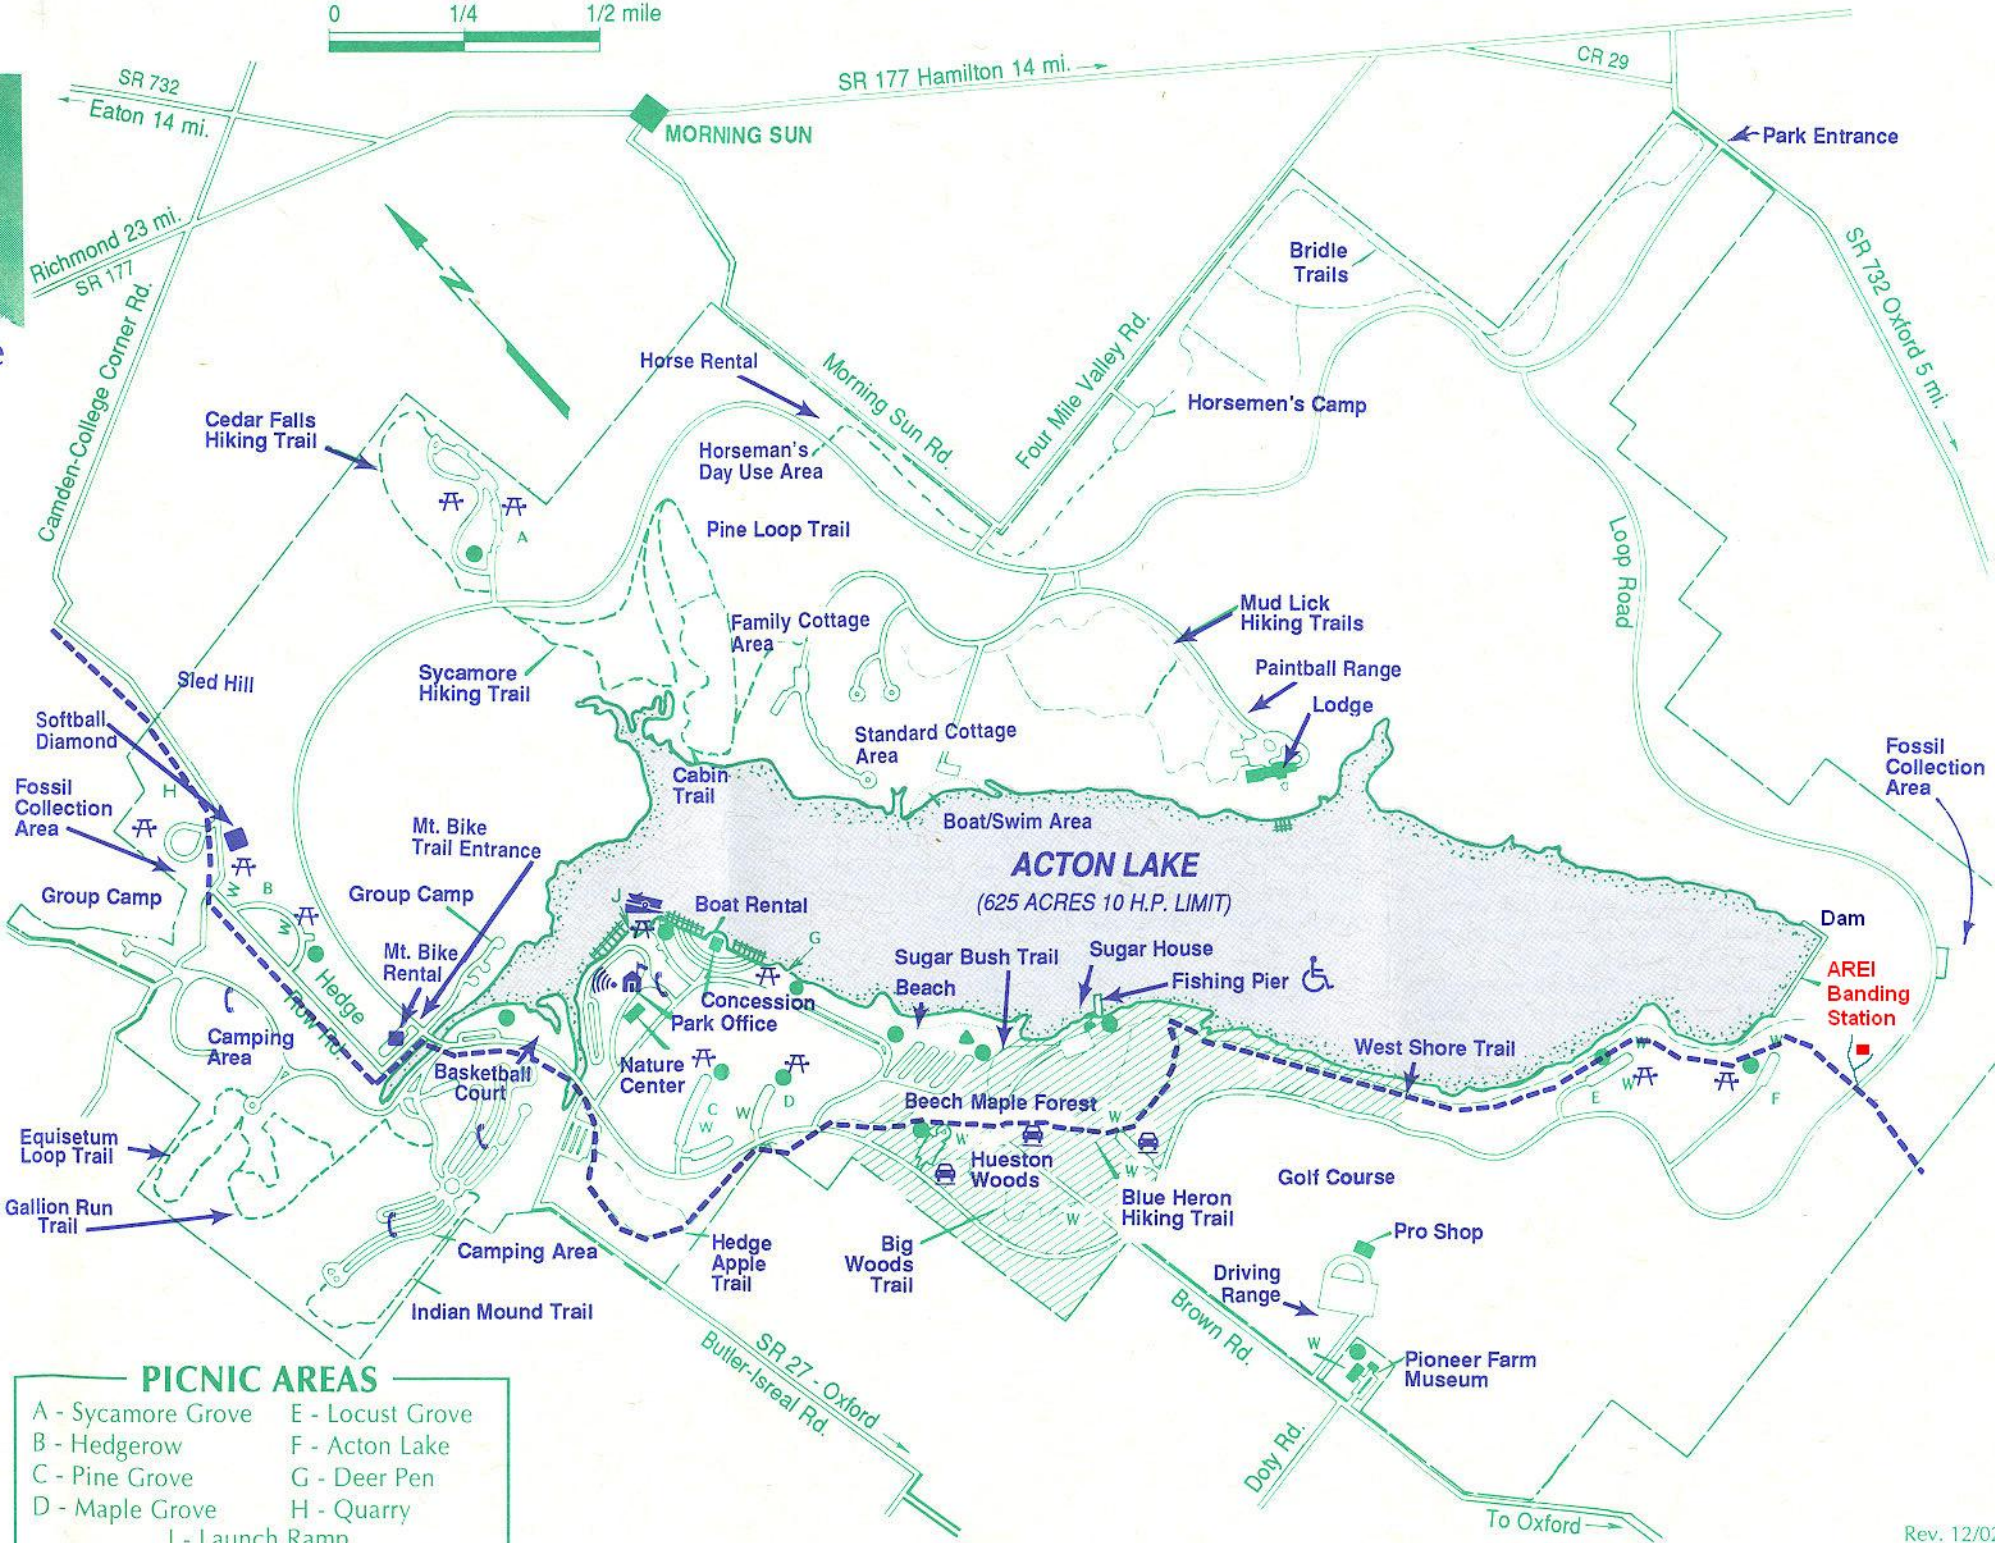 0 1/4 1/2 mile
SR 732
Eaton 14 mi.
SR 177 Hamilton 14 mi.
CR 29
MORNING SUN
Park Entrance
Richmond 23 mi.
SR 177
Camden-College Corner Rd.
N
Bridle
Trails
SR 732 Oxford 5 mi.
Horse Rental
Morning Sun Rd.
Four Mile Valley Rd.
Horsemen's Camp
Cedar Falls
Hiking Trail
Horseman's
Day Use Area
A
Pine Loop Trail
Loop Road
Family Cottage
Area
Mud Lick
Hiking Trails
Sycamore
Hiking Trail
Sled Hill
Paintball Range
Lodge
Softball
Diamond
Standard Cottage
Area
Fossil
Collection
Area
Cabin
Trail
Fossil
Collection
Area
H
Boat/Swim Area
Mt. Bike
Trail Entrance
ACTON LAKE
(625 ACRES 10 H.P. LIMIT)
Group Camp
W
B
W
Group Camp
J
Boat Rental
Dam
G
Sugar Bush Trail
Sugar House
Mt. Bike
Rental
Fishing Pier
Beach
AREI
Banding
Station
Hedge
Row Rd
Concession
Park Office
Camping
Area
Nature
Center
Basketball
Court
West Shore Trail
W
W
W
E
F
C
W
W
D
Beech Maple Forest
W
W
W
Hueston
Woods
Equisetum
Loop Trail
Golf Course
Gallion Run
Trail
Blue Heron
Hiking Trail
W
Camping Area
Hedge
Apple
Trail
Big
Woods
Trail
Pro Shop
Driving
Range
Indian Mound Trail
Brown Rd.
W
Pioneer Farm
Museum
SR 27 - Oxford
Butler-Isreal Rd.
Doty Rd.
To Oxford
PICNIC AREAS
A - Sycamore Grove E - Locust Grove
B - Hedgerow F - Acton Lake
C - Pine Grove G - Deer Pen
D - Maple Grove H - Quarry
J - Launch Ramp
Rev. 12/02